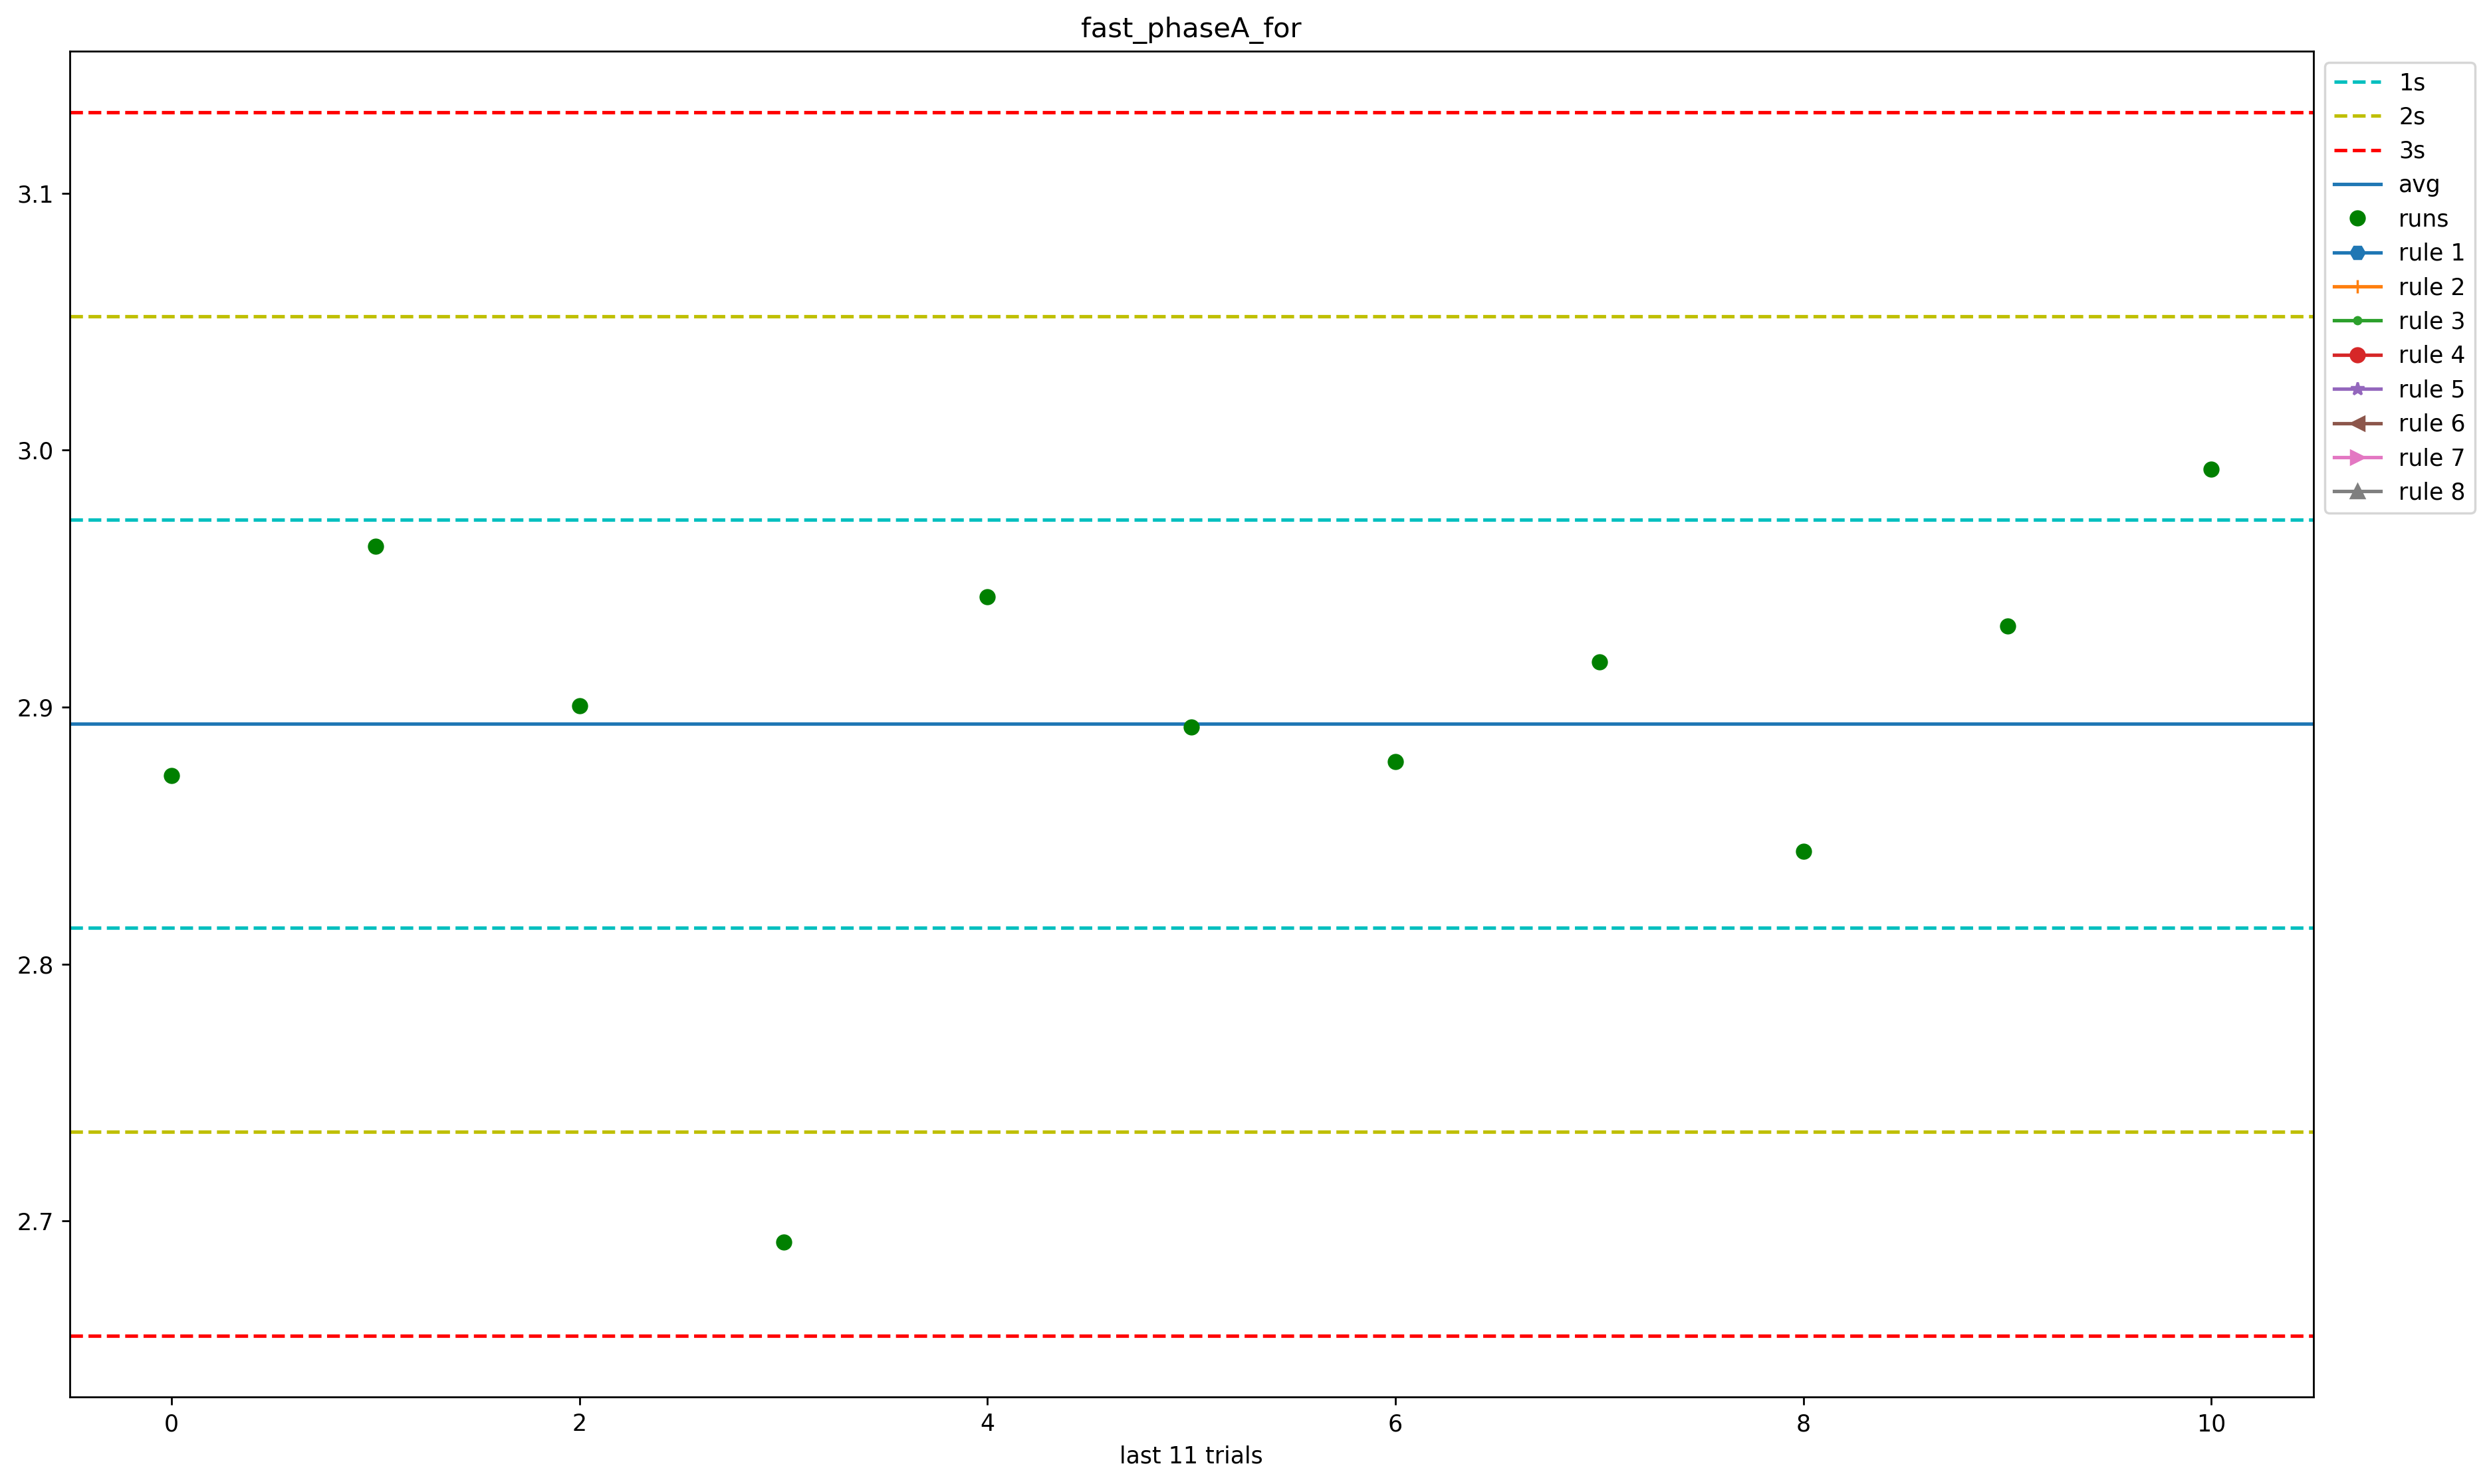 fast_phaseA_for
3.1
3.0
2.9
2.8
2.7
0 2 4 6 8 10
last 11 trials
1s
2s
3s
avg
runs
rule 1
rule 2
rule 3
rule 4
rule 5
rule 6
rule 7
rule 8